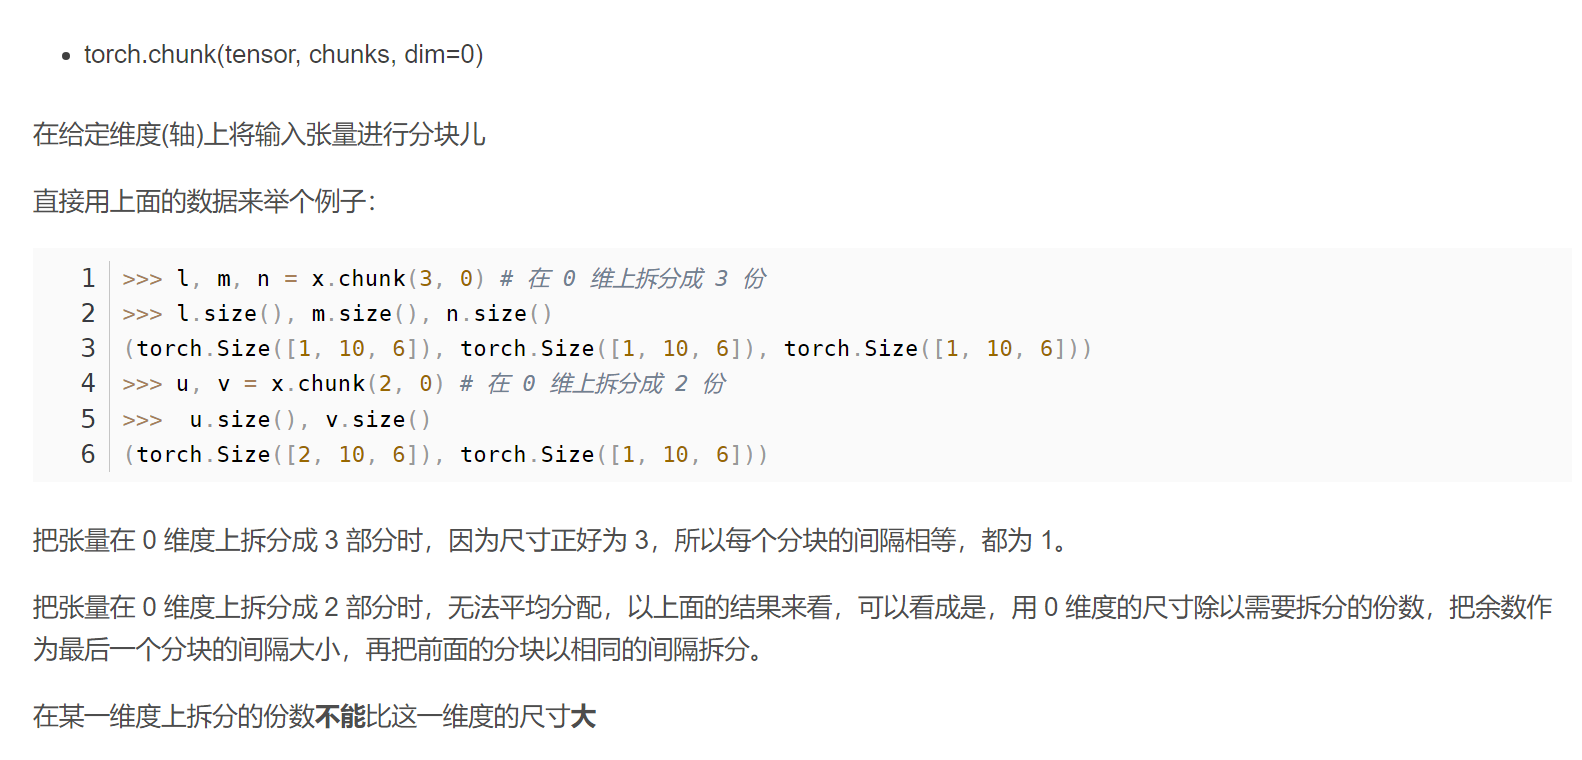 torch.chunk(tensor, chunks, dim=0)
在给定维度(轴)上将输入张量进行分块儿
直接用上面的数据来举个例子：
1 >>> l, m, n = x.chunk(3, 0) # 在 0 维上拆分成 3 份
2 >>> l.size(), m.size(), n.size()
3 (torch.Size([1, 10, 6]), torch.Size([1, 10, 6]), torch.Size([1, 10, 6]))
4 >>> u, v = x.chunk(2, 0) # 在 0 维上拆分成 2 份
5 >>>  u.size(), v.size()
6 (torch.Size([2, 10, 6]), torch.Size([1, 10, 6]))
把张量在 0 维度上拆分成 3 部分时，因为尺寸正好为 3，所以每个分块的间隔相等，都为 1。
把张量在 0 维度上拆分成 2 部分时，无法平均分配，以上面的结果来看，可以看成是，用 0 维度的尺寸除以需要拆分的份数，把余数作
为最后一个分块的间隔大小，再把前面的分块以相同的间隔拆分。
在某一维度上拆分的份数不能比这一维度的尺寸大